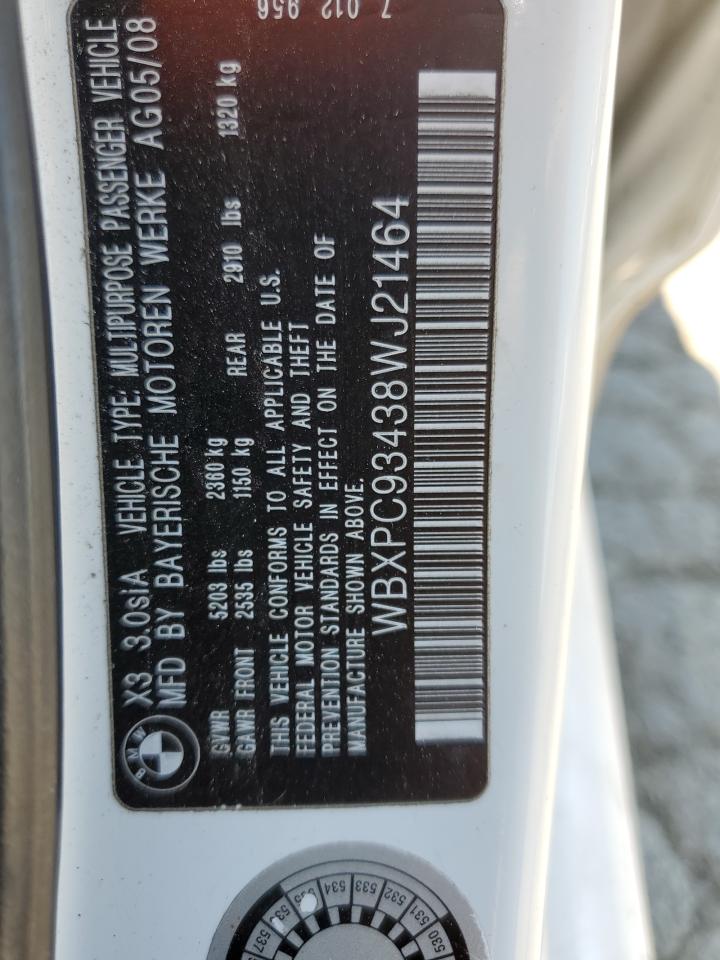 BMW
X3 3.0siA VEHICLE TYPE: MULTIPURPOSE PASSENGER VEHICLE
MFD BY BAYERISCHE MOTOREN WERKE AG05/08
GVWR 5203 lbs 2360 kg
GAWR FRONT 2535 lbs 1150 kg REAR 2910 lbs 1320 kg
THIS VEHICLE CONFORMS TO ALL APPLICABLE U.S.
FEDERAL MOTOR VEHICLE SAFETY AND THEFT
PREVENTION STANDARDS IN EFFECT ON THE DATE OF
MANUFACTURE SHOWN ABOVE.
WBXPC93438WJ21464
7 012 956
537 535 534 533 532 531 530